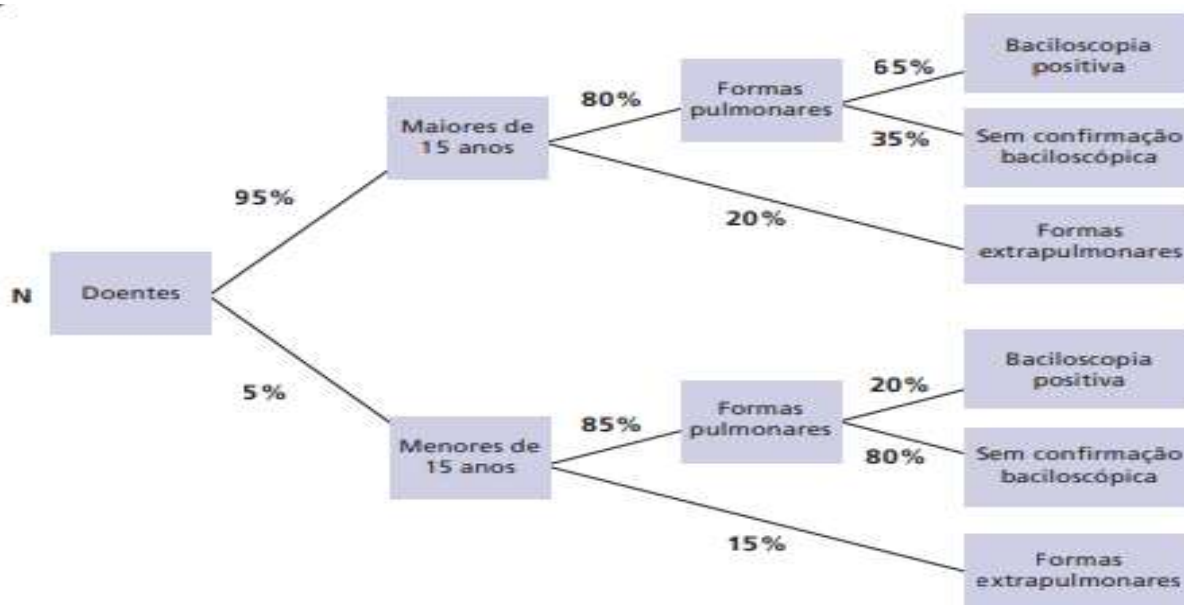 Baciloscopia
positiva
65%
Formas
pulmonares
80%
Maiores de
15 anos
35%
Sem confirmação
baciloscópica
95%
20%
Formas
extrapulmonares
N
Doentes
5%
Baciloscopia
positiva
20%
Formas
pulmonares
85%
Menores de
15 anos
80%
Sem confirmação
baciloscópica
15%
Formas
extrapulmonares